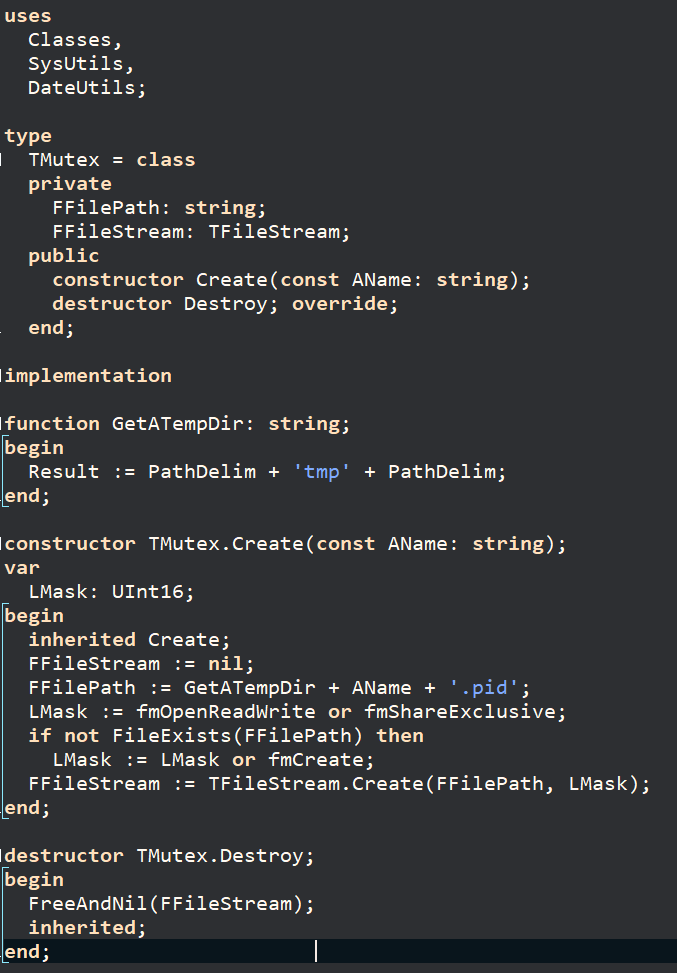 uses
Classes,
SysUtils,
DateUtils;
type
TMutex = class
private
FFilePath: string;
FFileStream: TFileStream;
public
constructor Create(const AName: string);
destructor Destroy; override;
end;
implementation
function GetATempDir: string;
begin
Result := PathDelim + 'tmp' + PathDelim;
end;
constructor TMutex.Create(const AName: string);
var
LMask: UInt16;
begin
inherited Create;
FFileStream := nil;
FFilePath := GetATempDir + AName + '.pid';
LMask := fmOpenReadWrite or fmShareExclusive;
if not FileExists(FFilePath) then
LMask := LMask or fmCreate;
FFileStream := TFileStream.Create(FFilePath, LMask);
end;
destructor TMutex.Destroy;
begin
FreeAndNil(FFileStream);
inherited;
end;